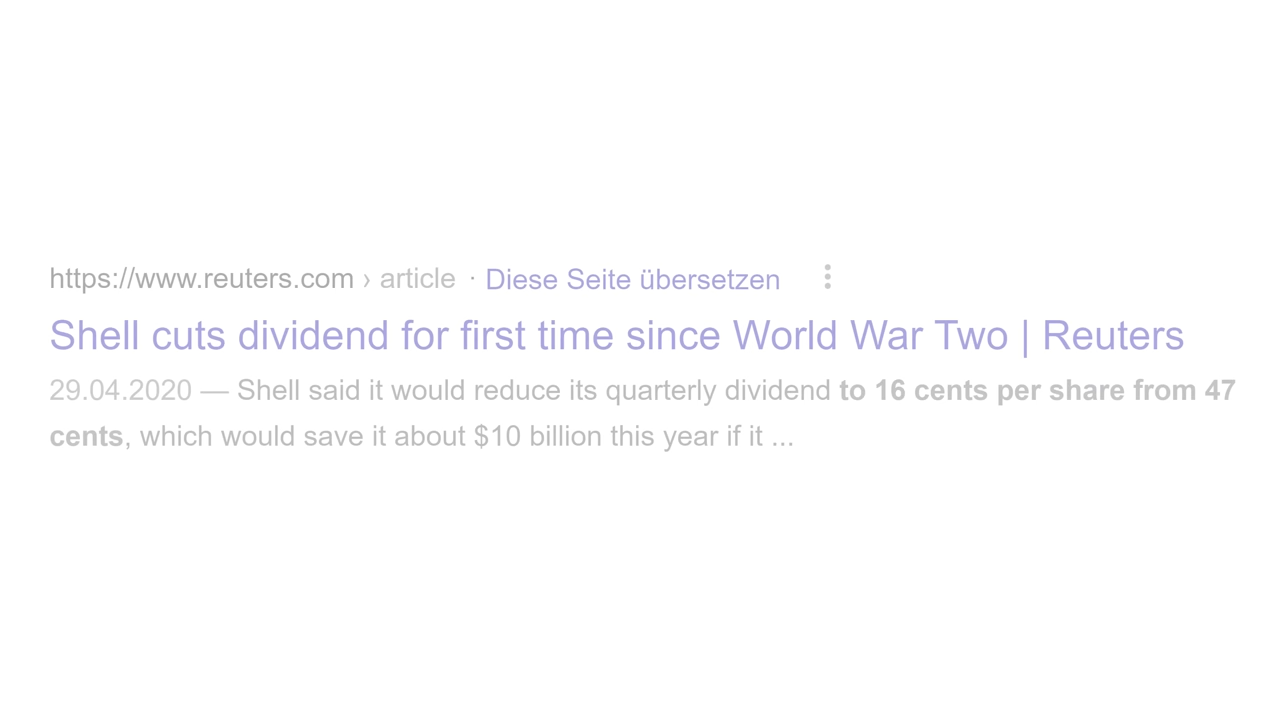 https://www.reuters.com › article · Diese Seite übersetzen
Shell cuts dividend for first time since World War Two | Reuters
29.04.2020 — Shell said it would reduce its quarterly dividend to 16 cents per share from 47
cents, which would save it about $10 billion this year if it ...